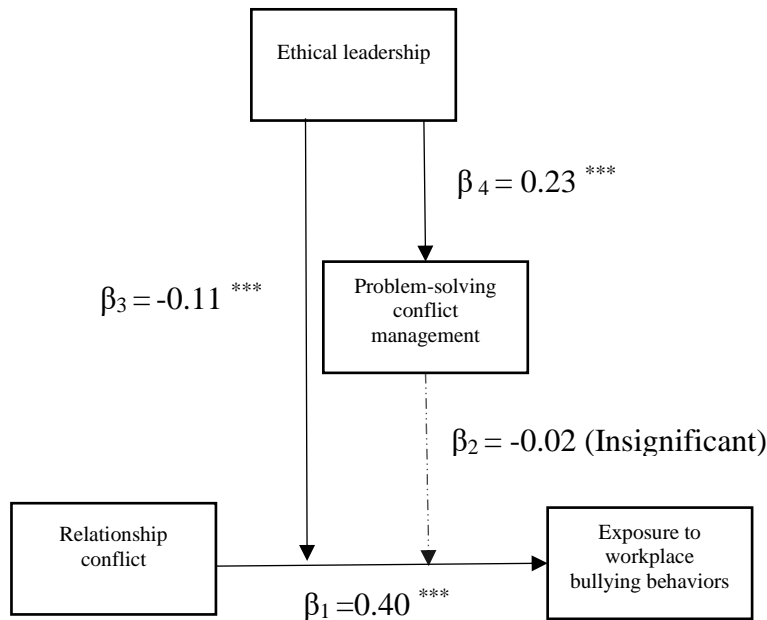 Ethical leadership
β₄ = 0.23 ***
Problem-solving
conflict
management
β₃ = -0.11 ***
β₂ = -0.02 (Insignificant)
Relationship
conflict
Exposure to
workplace
bullying behaviors
β₁ =0.40 ***